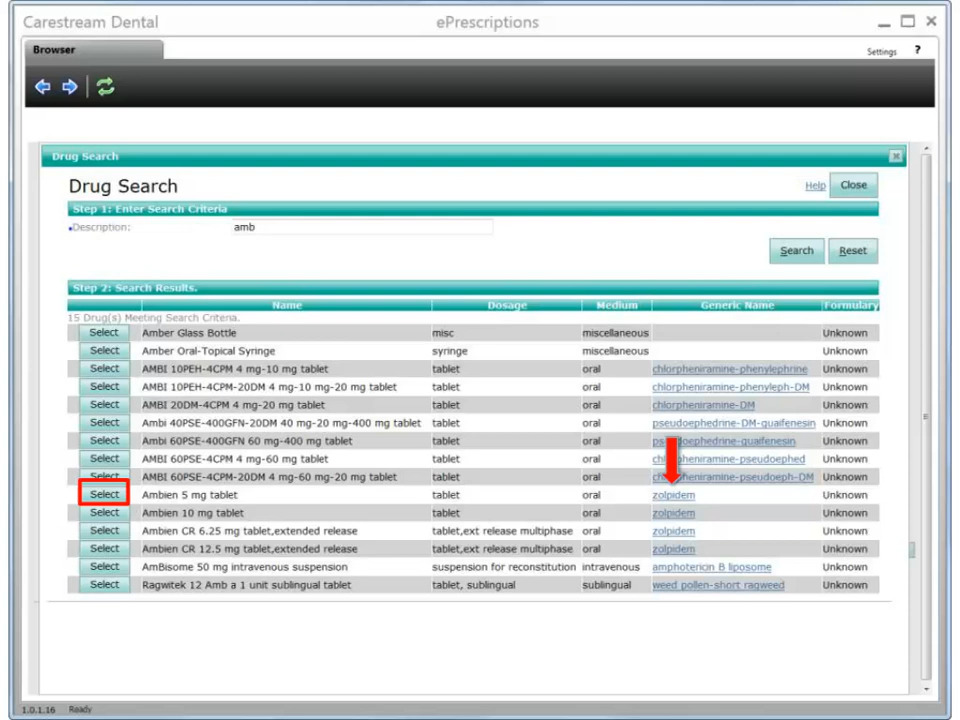 Carestream Dental ePrescriptions
Browser Settings ?
Drug Search
Drug Search Help Close
Step 1: Enter Search Criteria
Description: amb
Search Reset
Step 2: Search Results.
Name Dosage Medium Generic Name Formulary
15 Drug(s) Meeting Search Criteria.
Select Amber Glass Bottle misc miscellaneous Unknown
Select Amber Oral-Topical Syringe syringe miscellaneous Unknown
Select AMBI 10PEH-4CPM 4 mg-10 mg tablet tablet oral chlorpheniramine-phenylephrine Unknown
Select AMBI 10PEH-4CPM-20DM 4 mg-10 mg-20 mg tablet tablet oral chlorpheniramine-phenyleph-DM Unknown
Select AMBI 20DM-4CPM 4 mg-20 mg tablet tablet oral chlorpheniramine-DM Unknown
Select Ambi 40PSE-400GFN-20DM 40 mg-20 mg-400 mg tablet tablet oral pseudoephedrine-DM-guaifenesin Unknown
Select Ambi 60PSE-400GFN 60 mg-400 mg tablet tablet oral pseudoephedrine-guaifenesin Unknown
Select AMBI 60PSE-4CPM 4 mg-60 mg tablet tablet oral chlorpheniramine-pseudoephed Unknown
Select AMBI 60PSE-4CPM-20DM 4 mg-60 mg-20 mg tablet tablet oral chlorpheniramine-pseudoeph-DM Unknown
Select Ambien 5 mg tablet tablet oral zolpidem Unknown
Select Ambien 10 mg tablet tablet oral zolpidem Unknown
Select Ambien CR 6.25 mg tablet,extended release tablet,ext release multiphase oral zolpidem Unknown
Select Ambien CR 12.5 mg tablet,extended release tablet,ext release multiphase oral zolpidem Unknown
Select AmBisome 50 mg intravenous suspension suspension for reconstitution intravenous amphotericin B liposome Unknown
Select Ragwitek 12 Amb a 1 unit sublingual tablet tablet, sublingual sublingual weed pollen-short ragweed Unknown
1.0.1.16 Ready